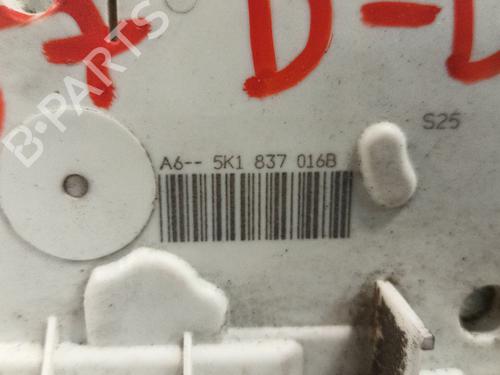 D-D
S25
A6-- 5K1 837 016B
B-PARTS